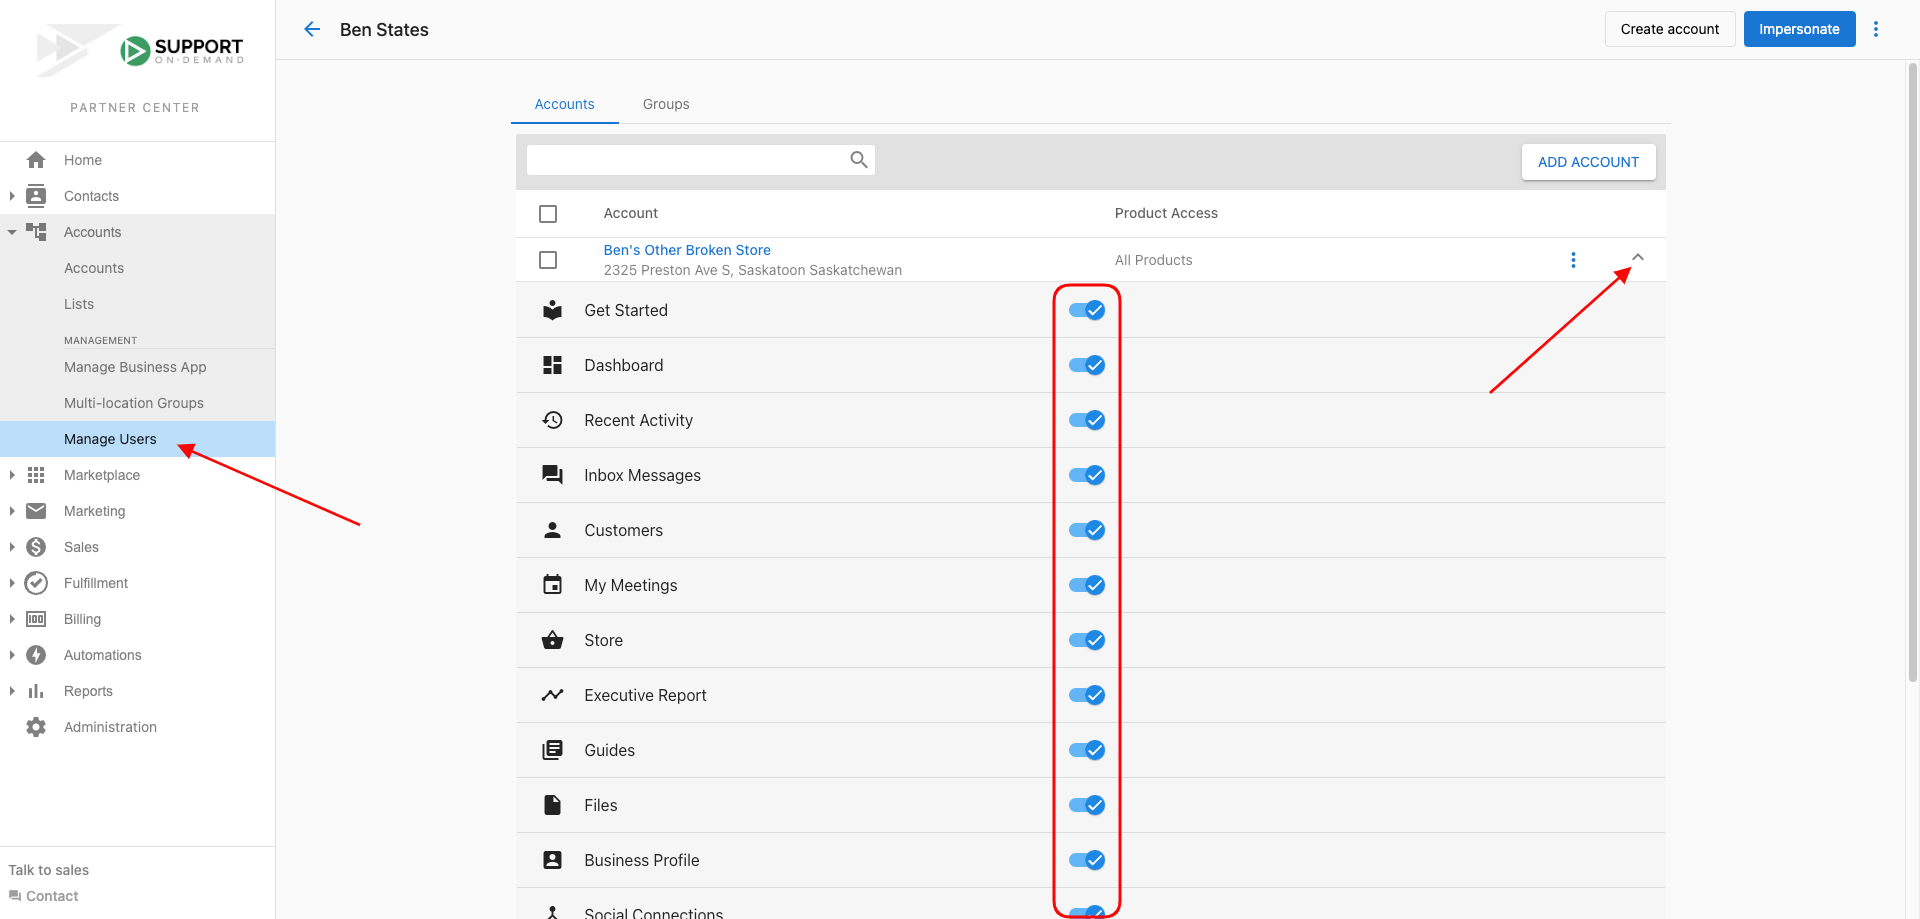 SUPPORT
ON-DEMAND
PARTNER CENTER
Home
Contacts
Accounts
Accounts
Lists
MANAGEMENT
Manage Business App
Multi-location Groups
Manage Users
Marketplace
Marketing
Sales
Fulfillment
Billing
Automations
Reports
Administration
Talk to sales
Contact
Ben States
Create account
Impersonate
Accounts
Groups
ADD ACCOUNT
Account
Product Access
Ben's Other Broken Store
2325 Preston Ave S, Saskatoon Saskatchewan
All Products
Get Started
Dashboard
Recent Activity
Inbox Messages
Customers
My Meetings
Store
Executive Report
Guides
Files
Business Profile
Social Connections